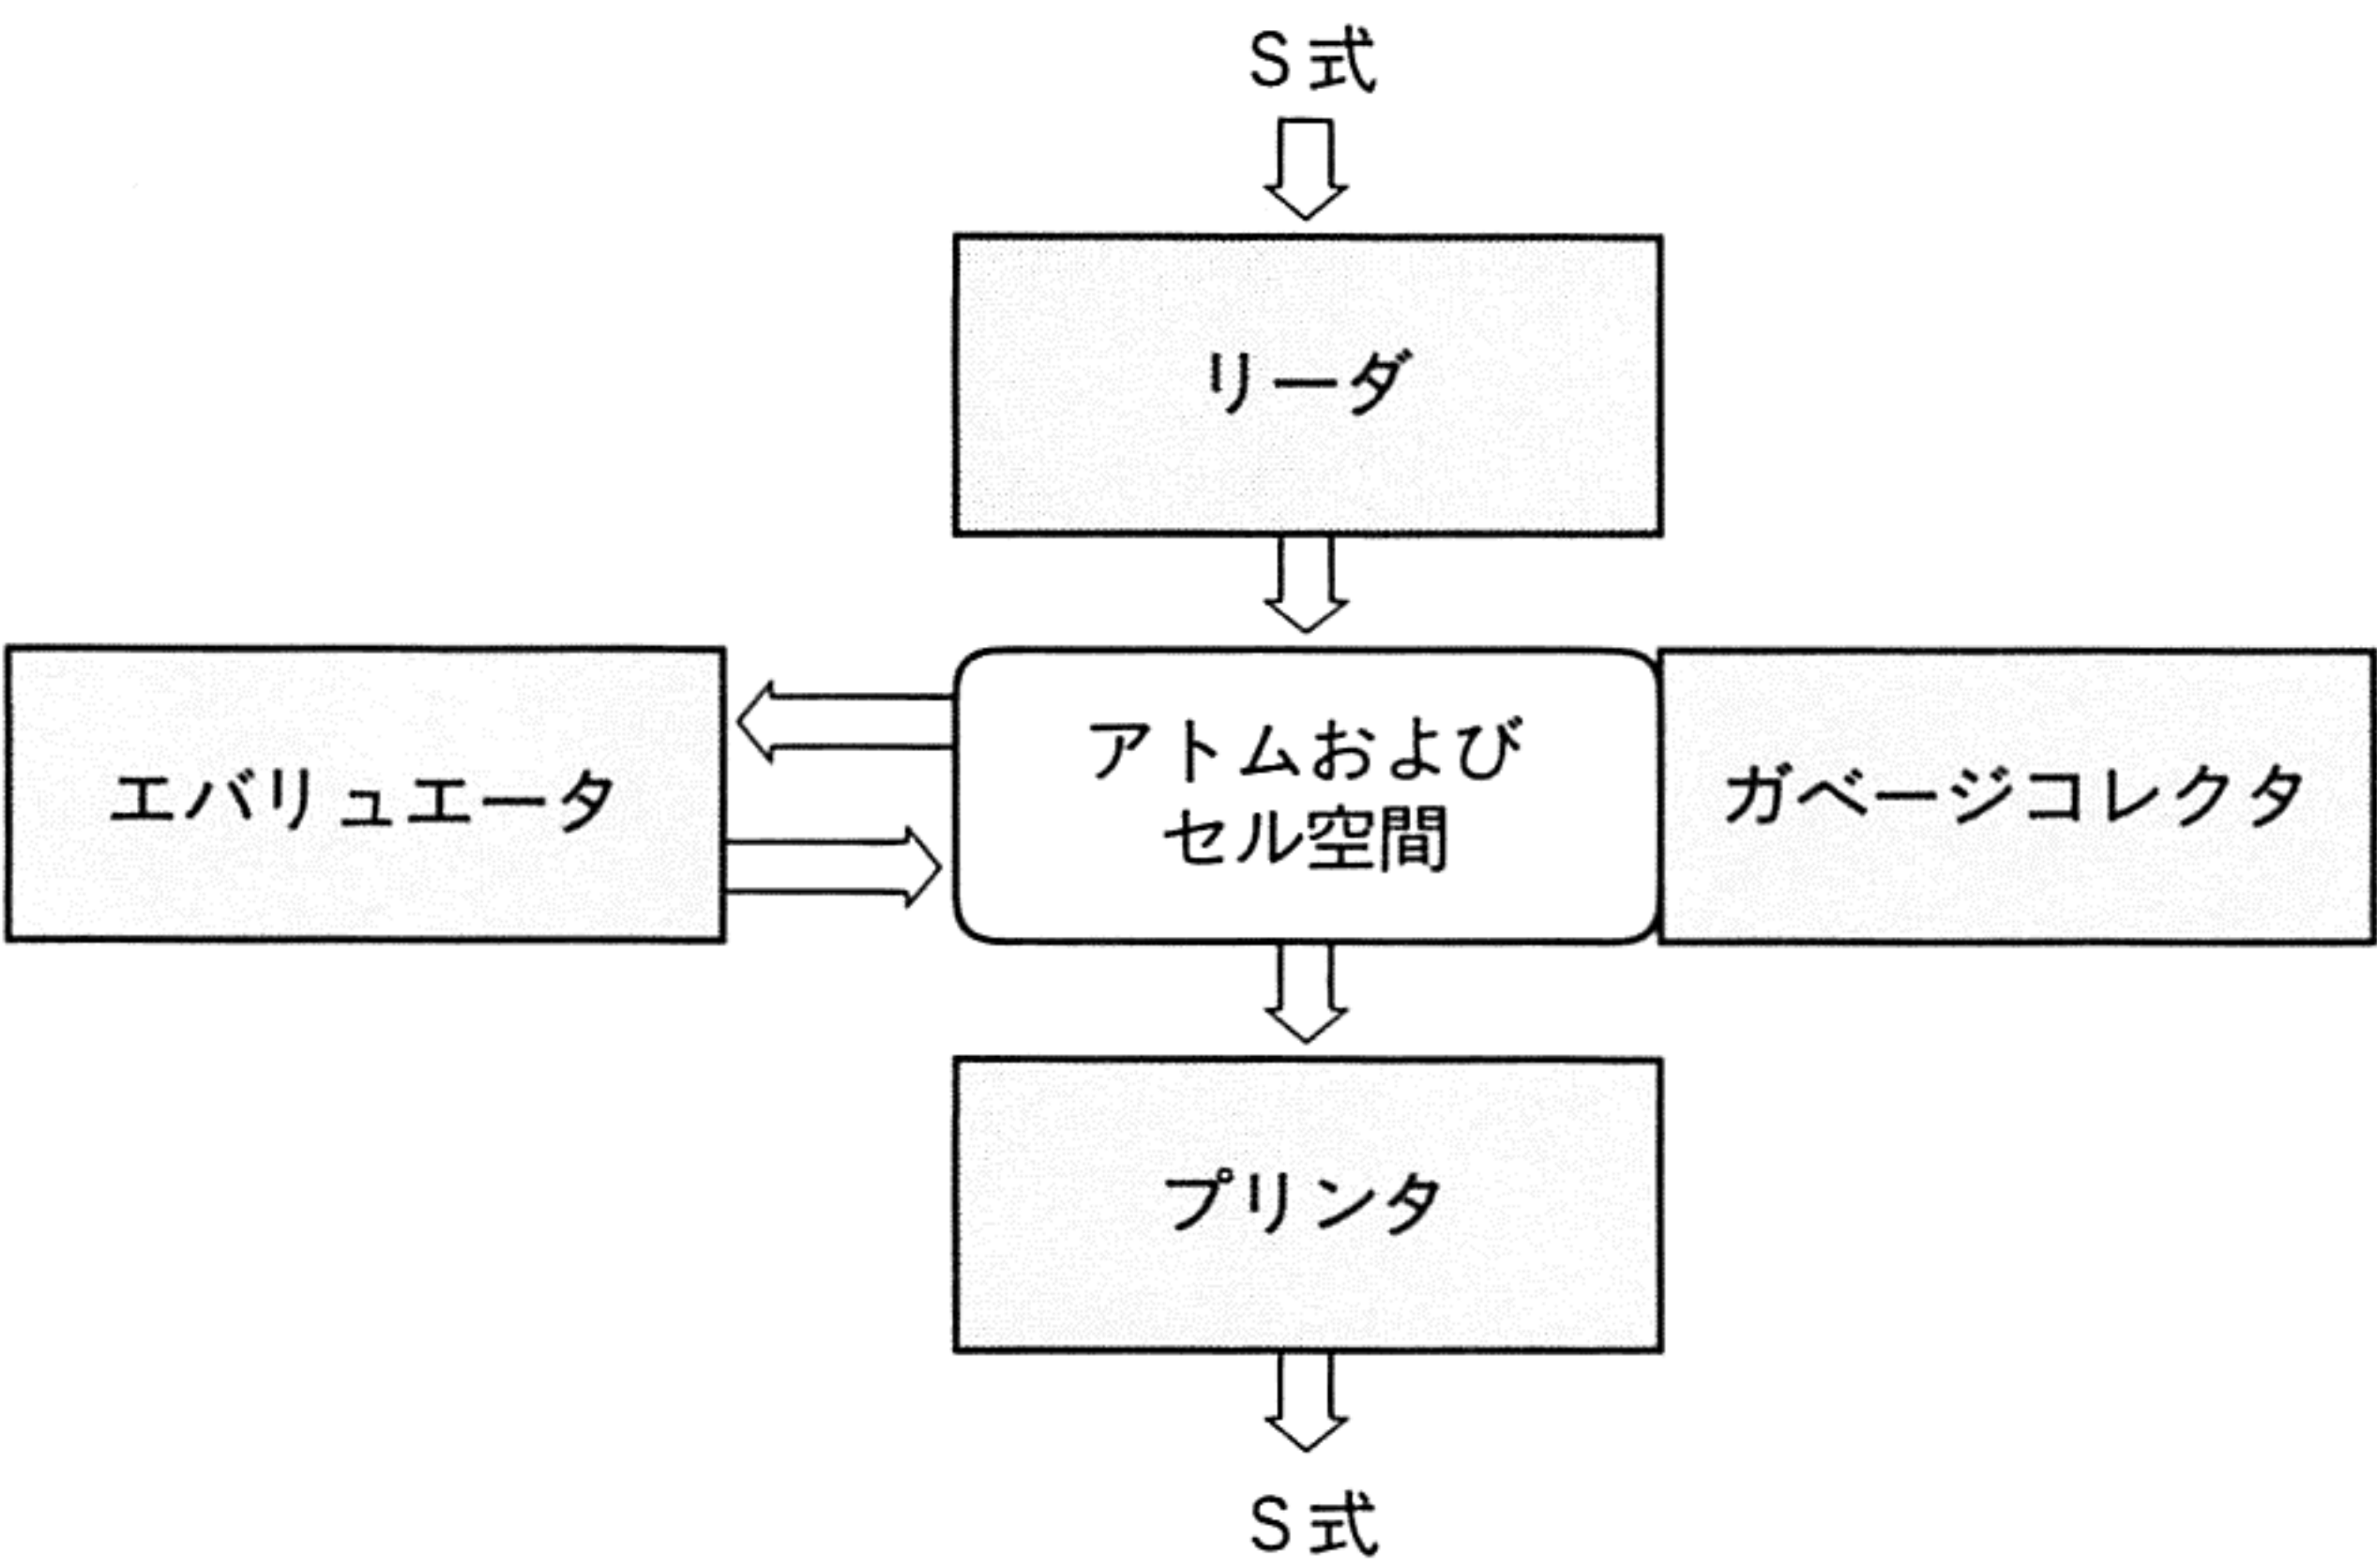 S式
リーダ
エバリュエータ
アトムおよび
セル空間
ガベージコレクタ
プリンタ
S式